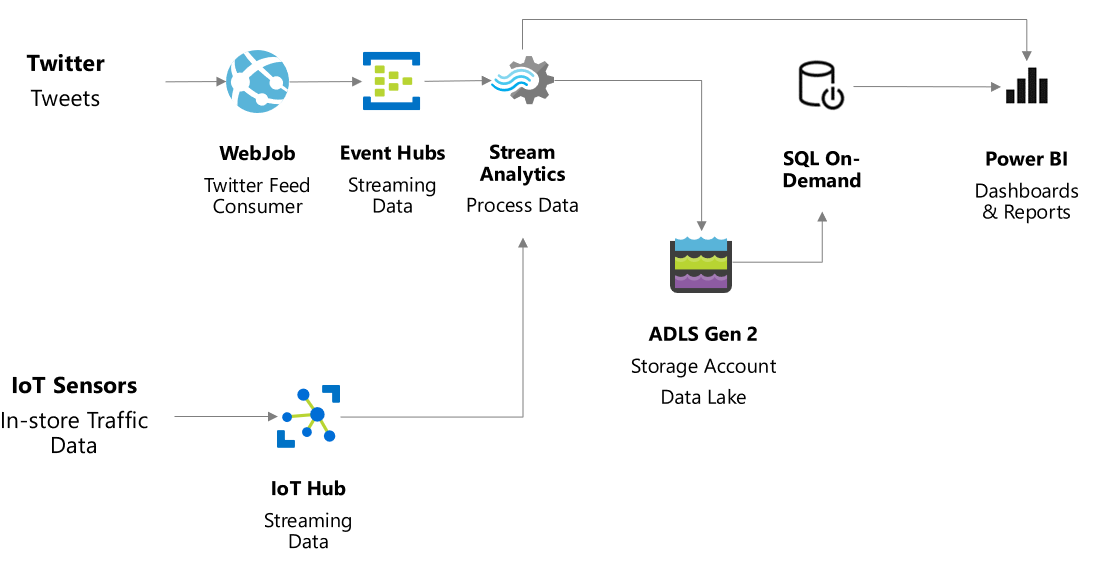 Twitter
Tweets
WebJob
Twitter Feed
Consumer
Event Hubs
Streaming
Data
Stream
Analytics
Process Data
SQL On-
Demand
Power BI
Dashboards
& Reports
ADLS Gen 2
Storage Account
Data Lake
IoT Sensors
In-store Traffic
Data
IoT Hub
Streaming
Data